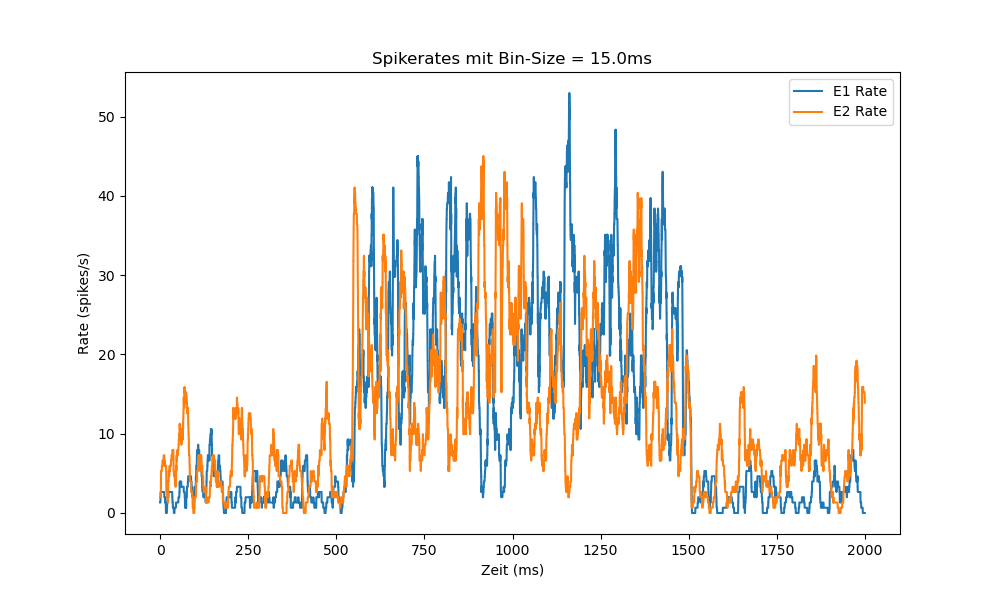 Spikerates mit Bin-Size = 15.0ms
E1 Rate
E2 Rate
Rate (spikes/s)
50
40
30
20
10
0
0 250 500 750 1000 1250 1500 1750 2000
Zeit (ms)